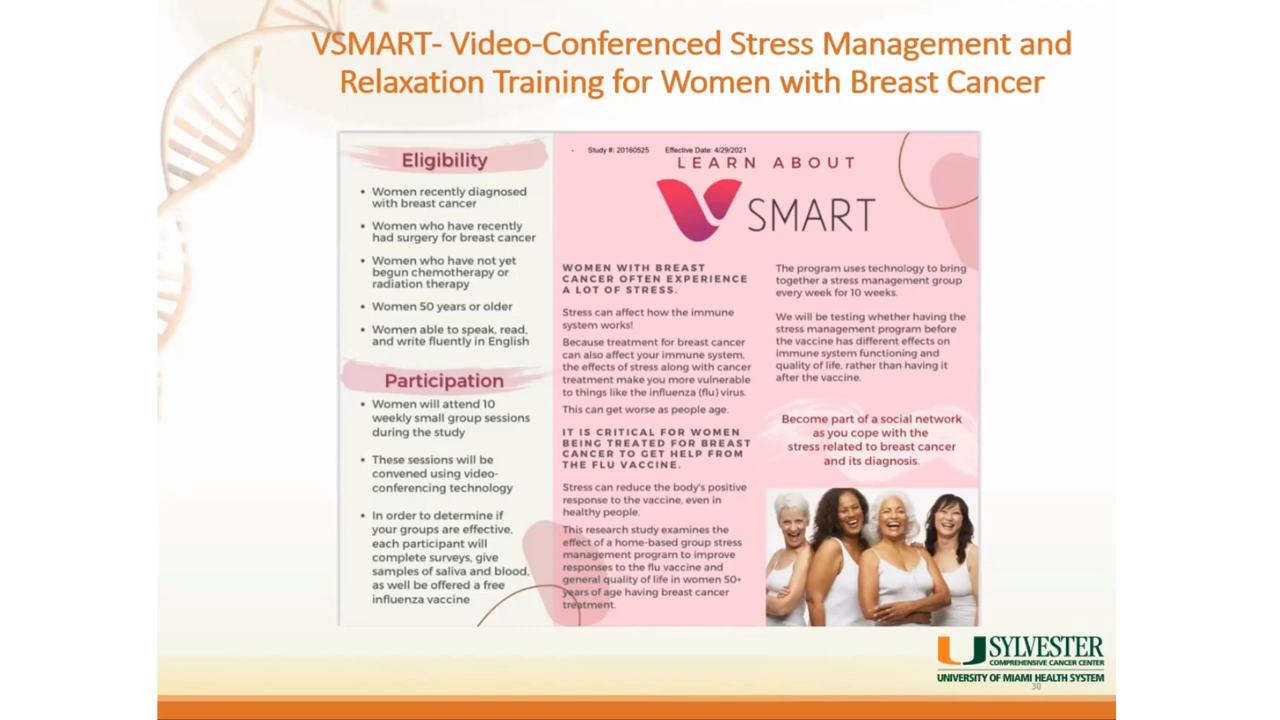 VSMART- Video-Conferenced Stress Management and
Relaxation Training for Women with Breast Cancer
Eligibility
• Women recently diagnosed
with breast cancer
• Women who have recently
had surgery for breast cancer
• Women who have not yet
begun chemotherapy or
radiation therapy
• Women 50 years or older
• Women able to speak, read,
and write fluently in English
Participation
• Women will attend 10
weekly small group sessions
during the study
• These sessions will be
convened using video-
conferencing technology
• In order to determine if
your groups are effective,
each participant will
complete surveys, give
samples of saliva and blood,
as well be offered a free
influenza vaccine
- Study #: 20160525 Effective Date: 4/29/2021
LEARN ABOUT
V SMART
WOMEN WITH BREAST
CANCER OFTEN EXPERIENCE
A LOT OF STRESS.
Stress can affect how the immune
system works!
Because treatment for breast cancer
can also affect your immune system,
the effects of stress along with cancer
treatment make you more vulnerable
to things like the influenza (flu) virus.
This can get worse as people age.
IT IS CRITICAL FOR WOMEN
BEING TREATED FOR BREAST
CANCER TO GET HELP FROM
THE FLU VACCINE.
Stress can reduce the body's positive
response to the vaccine, even in
healthy people.
This research study examines the
effect of a home-based group stress
management program to improve
responses to the flu vaccine and
general quality of life in women 50+
years of age having breast cancer
treatment.
The program uses technology to bring
together a stress management group
every week for 10 weeks.
We will be testing whether having the
stress management program before
the vaccine has different effects on
immune system functioning and
quality of life, rather than having it
after the vaccine.
Become part of a social network
as you cope with the
stress related to breast cancer
and its diagnosis.
U SYLVESTER
COMPREHENSIVE CANCER CENTER
UNIVERSITY OF MIAMI HEALTH SYSTEM
30